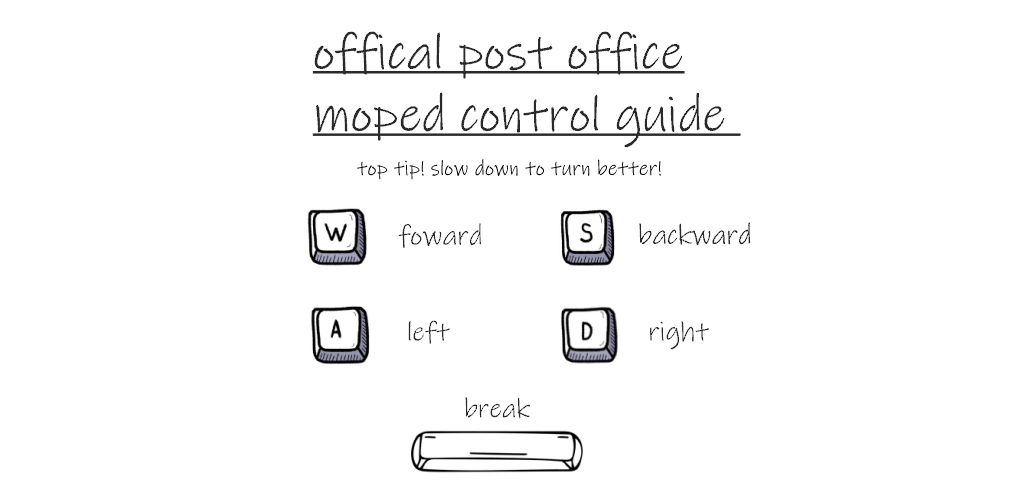 offical post office
moped control guide
top tip! slow down to turn better!
W foward S backward
A left D right
break